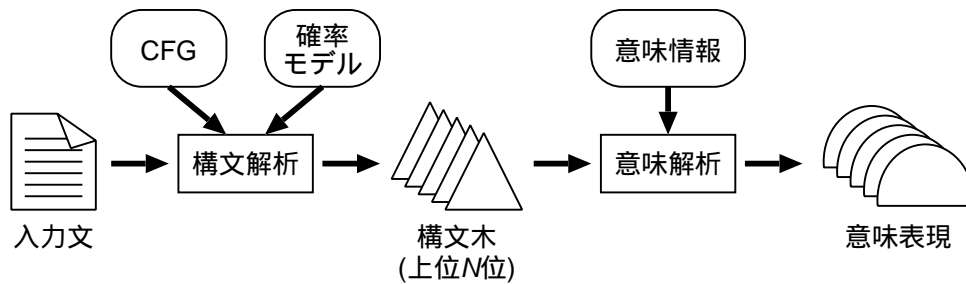 CFG
確率
モデル
意味情報
構文解析
意味解析
入力文
構文木
(上位N位)
意味表現